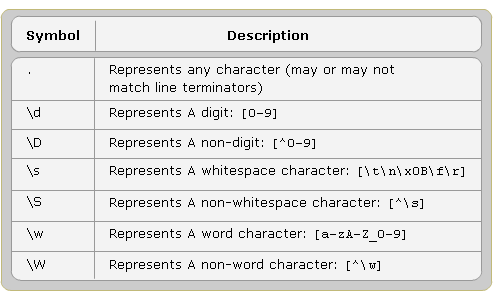 Symbol Description
. Represents any character (may or may not
match line terminators)
\d Represents A digit: [0-9]
\D Represents A non-digit: [^0-9]
\s Represents A whitespace character: [\t\n\x0B\f\r]
\S Represents A non-whitespace character: [^\s]
\w Represents A word character: [a-zA-Z_0-9]
\W Represents A non-word character: [^\w]